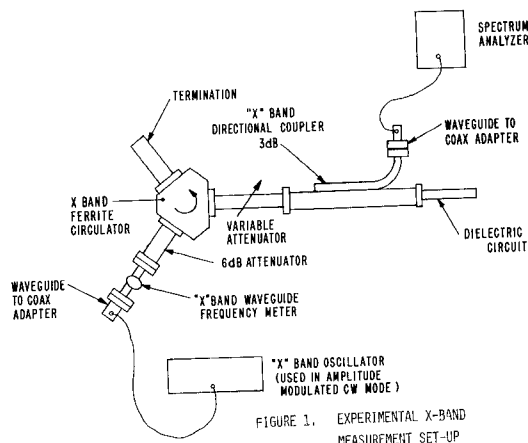 SPECTRUM
ANALYZER
TERMINATION
"X" BAND
DIRECTIONAL COUPLER
3dB
WAVEGUIDE TO
COAX ADAPTER
X BAND
FERRITE
CIRCULATOR
VARIABLE
ATTENUATOR
DIELECTRIC
CIRCUIT
6dB ATTENUATOR
WAVEGUIDE
TO COAX
ADAPTER
"X" BAND WAVEGUIDE
FREQUENCY METER
"X" BAND OSCILLATOR
(USED IN AMPLITUDE
MODULATED CW MODE)
FIGURE 1. EXPERIMENTAL X-BAND
MEASUREMENT SET-UP